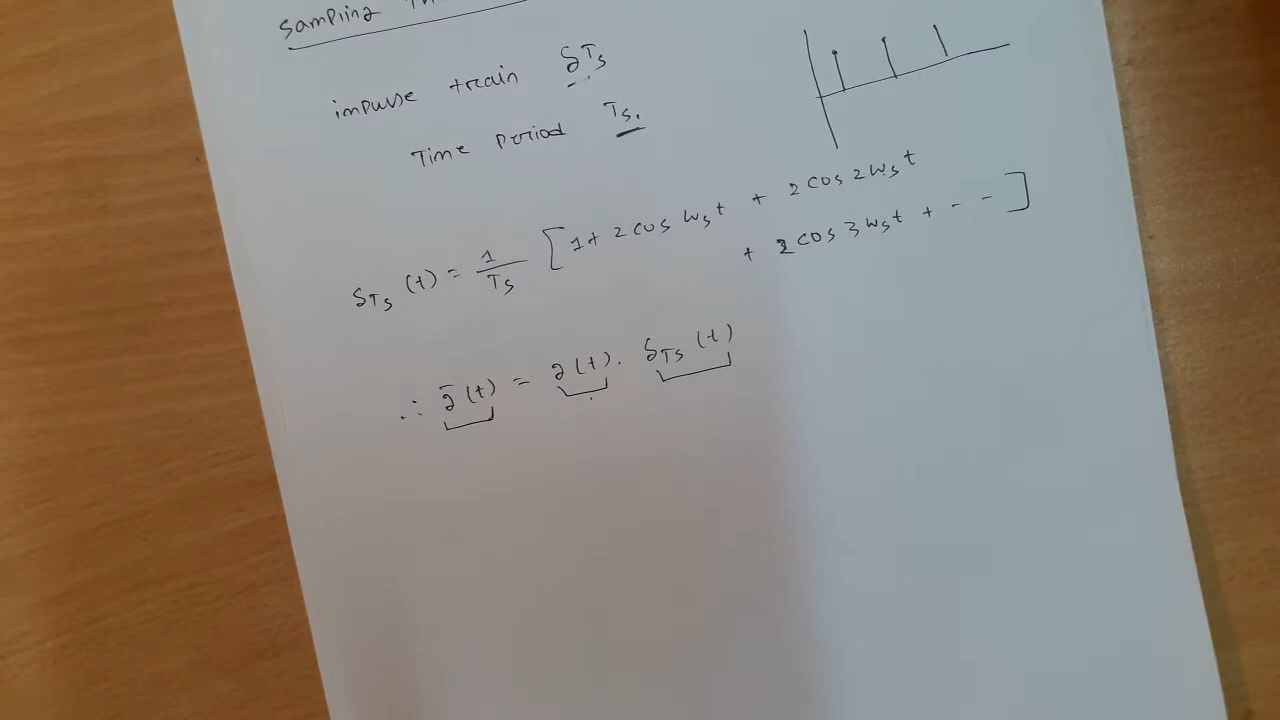 Sampling
impulse train δTs
Time Period Ts.
δTs (t) = 1/Ts [1 + 2 cos ωst + 2 cos 2ωst
+ 2 cos 3ωst + - - ]
∴ g̅(t) = g(t). δTs (t)